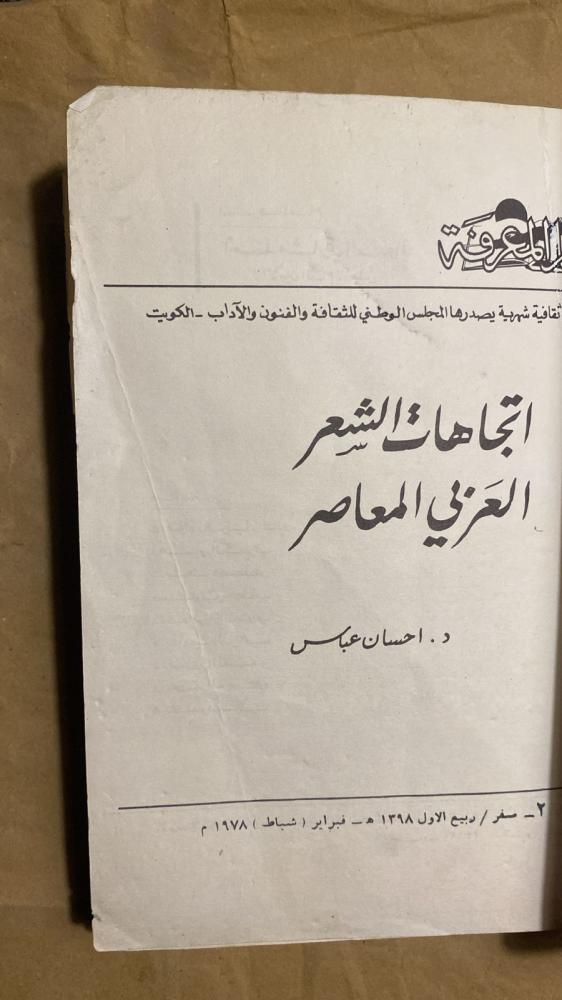 المعرفة
ثقافية شهرية يصدرها المجلس الوطني للثقافة والفنون والآداب - الكويت
اتجاهات الشعر
العربي المعاصر
د. احسان عباس
٢ - صفر / ربيع الاول ١٣٩٨ هـ - فبراير ( شباط ) ١٩٧٨ م